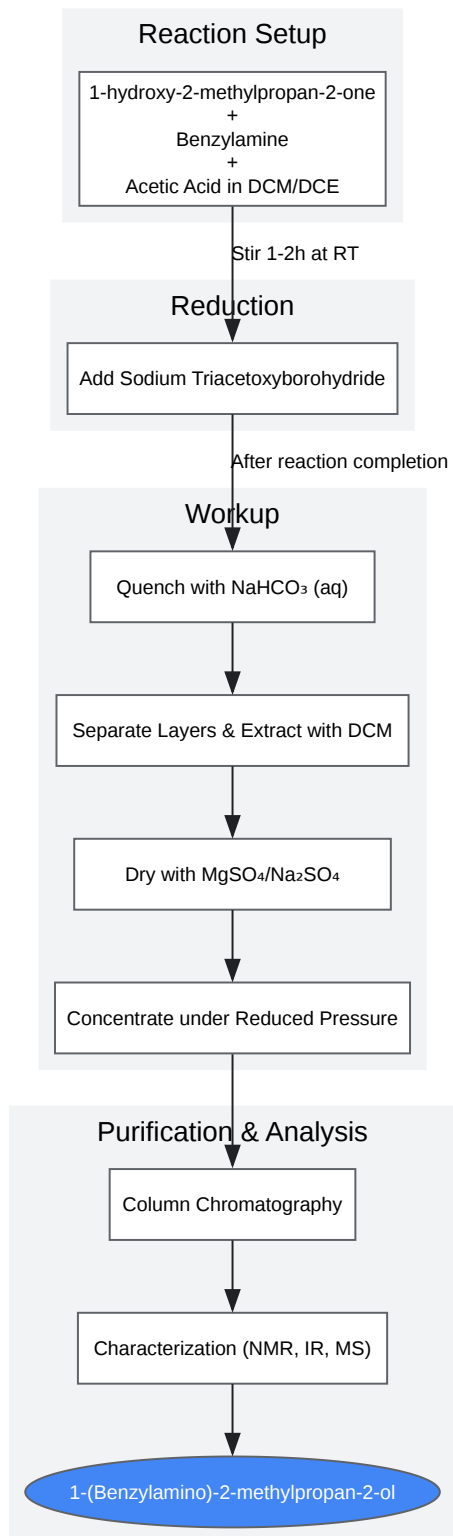 Reaction Setup
1-hydroxy-2-methylpropan-2-one
+
Benzylamine
+
Acetic Acid in DCM/DCE
Stir 1-2h at RT
Reduction
Add Sodium Triacetoxyborohydride
After reaction completion
Workup
Quench with NaHCO₃ (aq)
Separate Layers & Extract with DCM
Dry with MgSO₄/Na₂SO₄
Concentrate under Reduced Pressure
Purification & Analysis
Column Chromatography
Characterization (NMR, IR, MS)
1-(Benzylamino)-2-methylpropan-2-ol